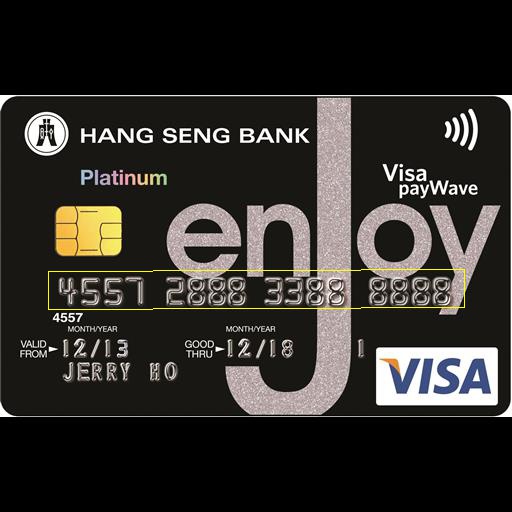 HANG SENG BANK
Platinum
Visa
payWave
enJoy
4557 2888 3388 8888
4557
MONTH/YEAR MONTH/YEAR
VALID FROM 12/13 GOOD THRU 12/18 1
JERRY HO
VISA